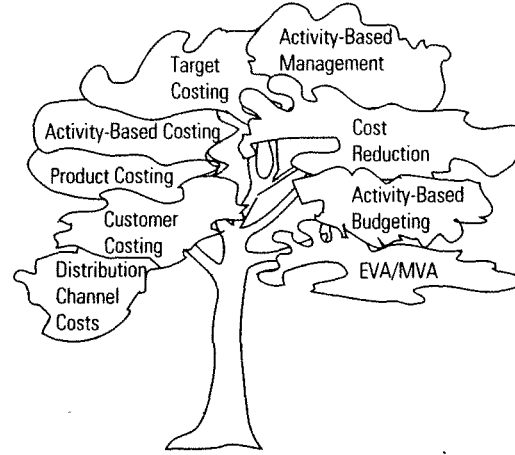 Activity-Based
Management
Target
Costing
Activity-Based Costing
Cost
Reduction
Product Costing
Activity-Based
Budgeting
Customer
Costing
Distribution
Channel
Costs
EVA/MVA